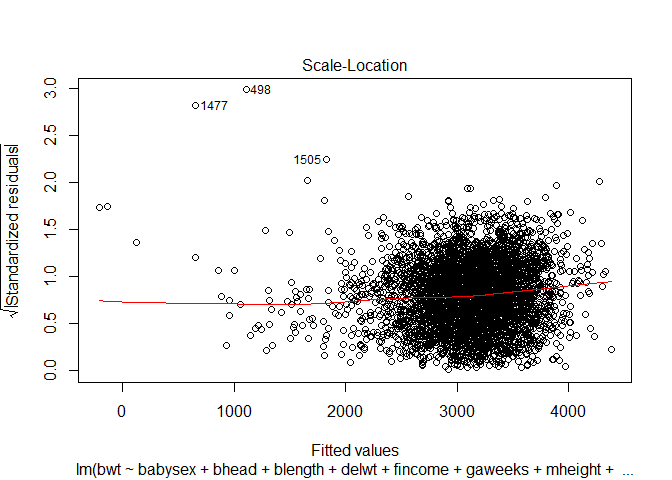 Scale-Location
√|Standardized residuals|
3.0
2.5
2.0
1.5
1.0
0.5
0.0
498
1477
1505
0 1000 2000 3000 4000
Fitted values
lm(bwt ~ babysex + bhead + blength + delwt + fincome + gaweeks + mheight + ...